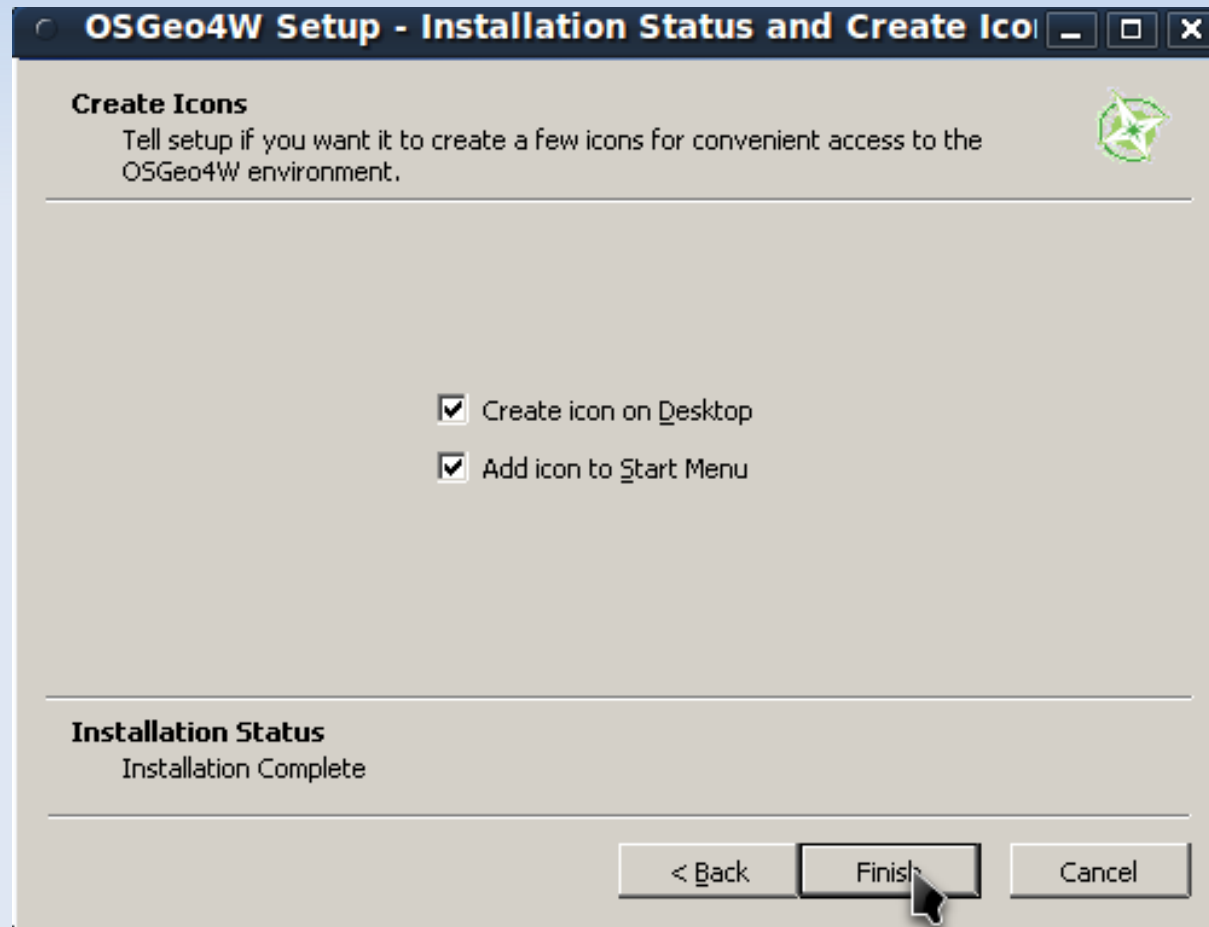 OSGeo4W Setup - Installation Status and Create Ico
Create Icons
Tell setup if you want it to create a few icons for convenient access to the
OSGeo4W environment.
Create icon on Desktop
Add icon to Start Menu
Installation Status
Installation Complete
< Back
Finish
Cancel